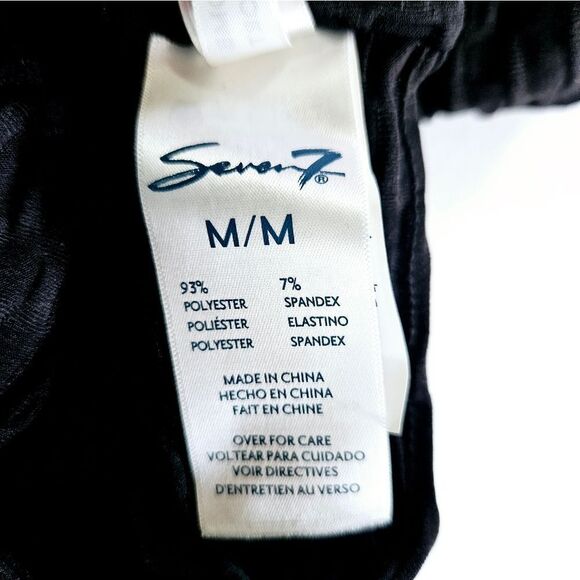 Seven7®
M/M
93% 7%
POLYESTER SPANDEX
POLIÉSTER ELASTINO
POLYESTER SPANDEX
MADE IN CHINA
HECHO EN CHINA
FAIT EN CHINE
OVER FOR CARE
VOLTEAR PARA CUIDADO
VOIR DIRECTIVES
D'ENTRETIEN AU VERSO